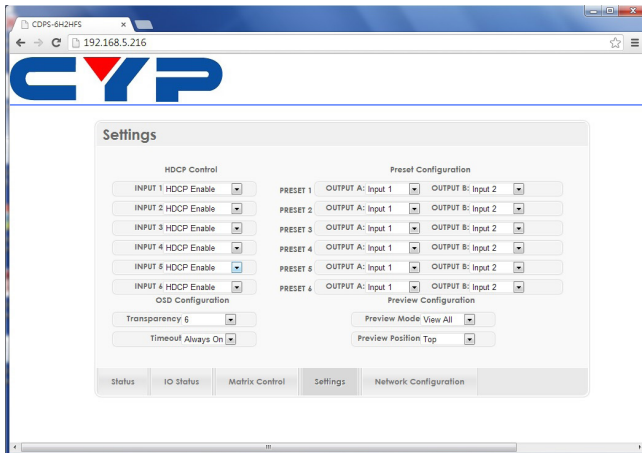 CDPS-6H2HFS
192.168.5.216
CYP
Settings
HDCP Control
Preset Configuration
INPUT 1 HDCP Enable
PRESET 1 OUTPUT A: Input 1 OUTPUT B: Input 2
INPUT 2 HDCP Enable
PRESET 2 OUTPUT A: Input 1 OUTPUT B: Input 2
INPUT 3 HDCP Enable
PRESET 3 OUTPUT A: Input 1 OUTPUT B: Input 2
INPUT 4 HDCP Enable
PRESET 4 OUTPUT A: Input 1 OUTPUT B: Input 2
INPUT 5 HDCP Enable
PRESET 5 OUTPUT A: Input 1 OUTPUT B: Input 2
INPUT 6 HDCP Enable
PRESET 6 OUTPUT A: Input 1 OUTPUT B: Input 2
OSD Configuration
Preview Configuration
Transparency 6
Preview Mode View All
Timeout Always On
Preview Position Top
Status IO Status Matrix Control Settings Network Configuration